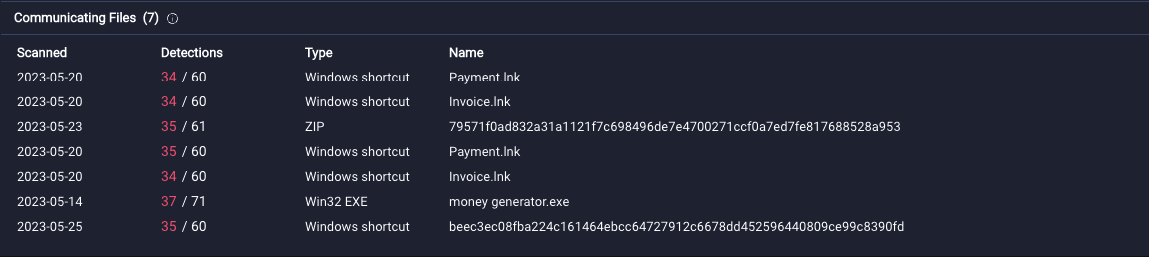 Communicating Files (7)
Scanned Detections Type Name
2023-05-20 34 / 60 Windows shortcut Payment.lnk
2023-05-20 34 / 60 Windows shortcut Invoice.lnk
2023-05-23 35 / 61 ZIP 79571f0ad832a31a1121f7c698496de7e4700271ccf0a7ed7fe817688528a953
2023-05-20 35 / 60 Windows shortcut Payment.lnk
2023-05-20 34 / 60 Windows shortcut Invoice.lnk
2023-05-14 37 / 71 Win32 EXE money generator.exe
2023-05-25 35 / 60 Windows shortcut beec3ec08fba224c161464ebcc64727912c6678dd452596440809ce99c8390fd